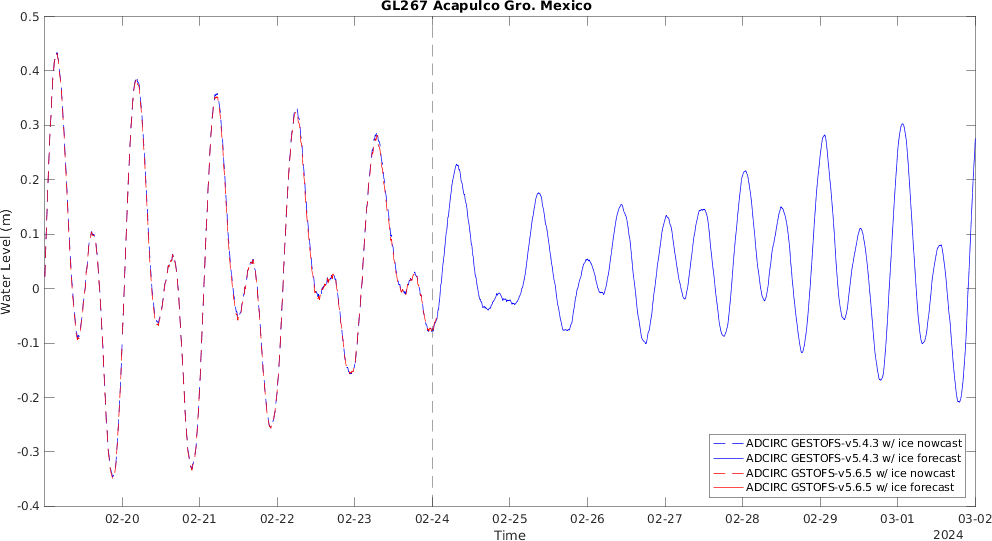 GL267 Acapulco Gro. Mexico
0.5
0.4
0.3
0.2
0.1
0
-0.1
-0.2
-0.3
-0.4
Water Level (m)
ADCIRC GESTOFS-v5.4.3 w/ ice nowcast
ADCIRC GESTOFS-v5.4.3 w/ ice forecast
ADCIRC GSTOFS-v5.6.5 w/ ice nowcast
ADCIRC GSTOFS-v5.6.5 w/ ice forecast
02-20 02-21 02-22 02-23 02-24 02-25 02-26 02-27 02-28 02-29 03-01 03-02
Time
2024